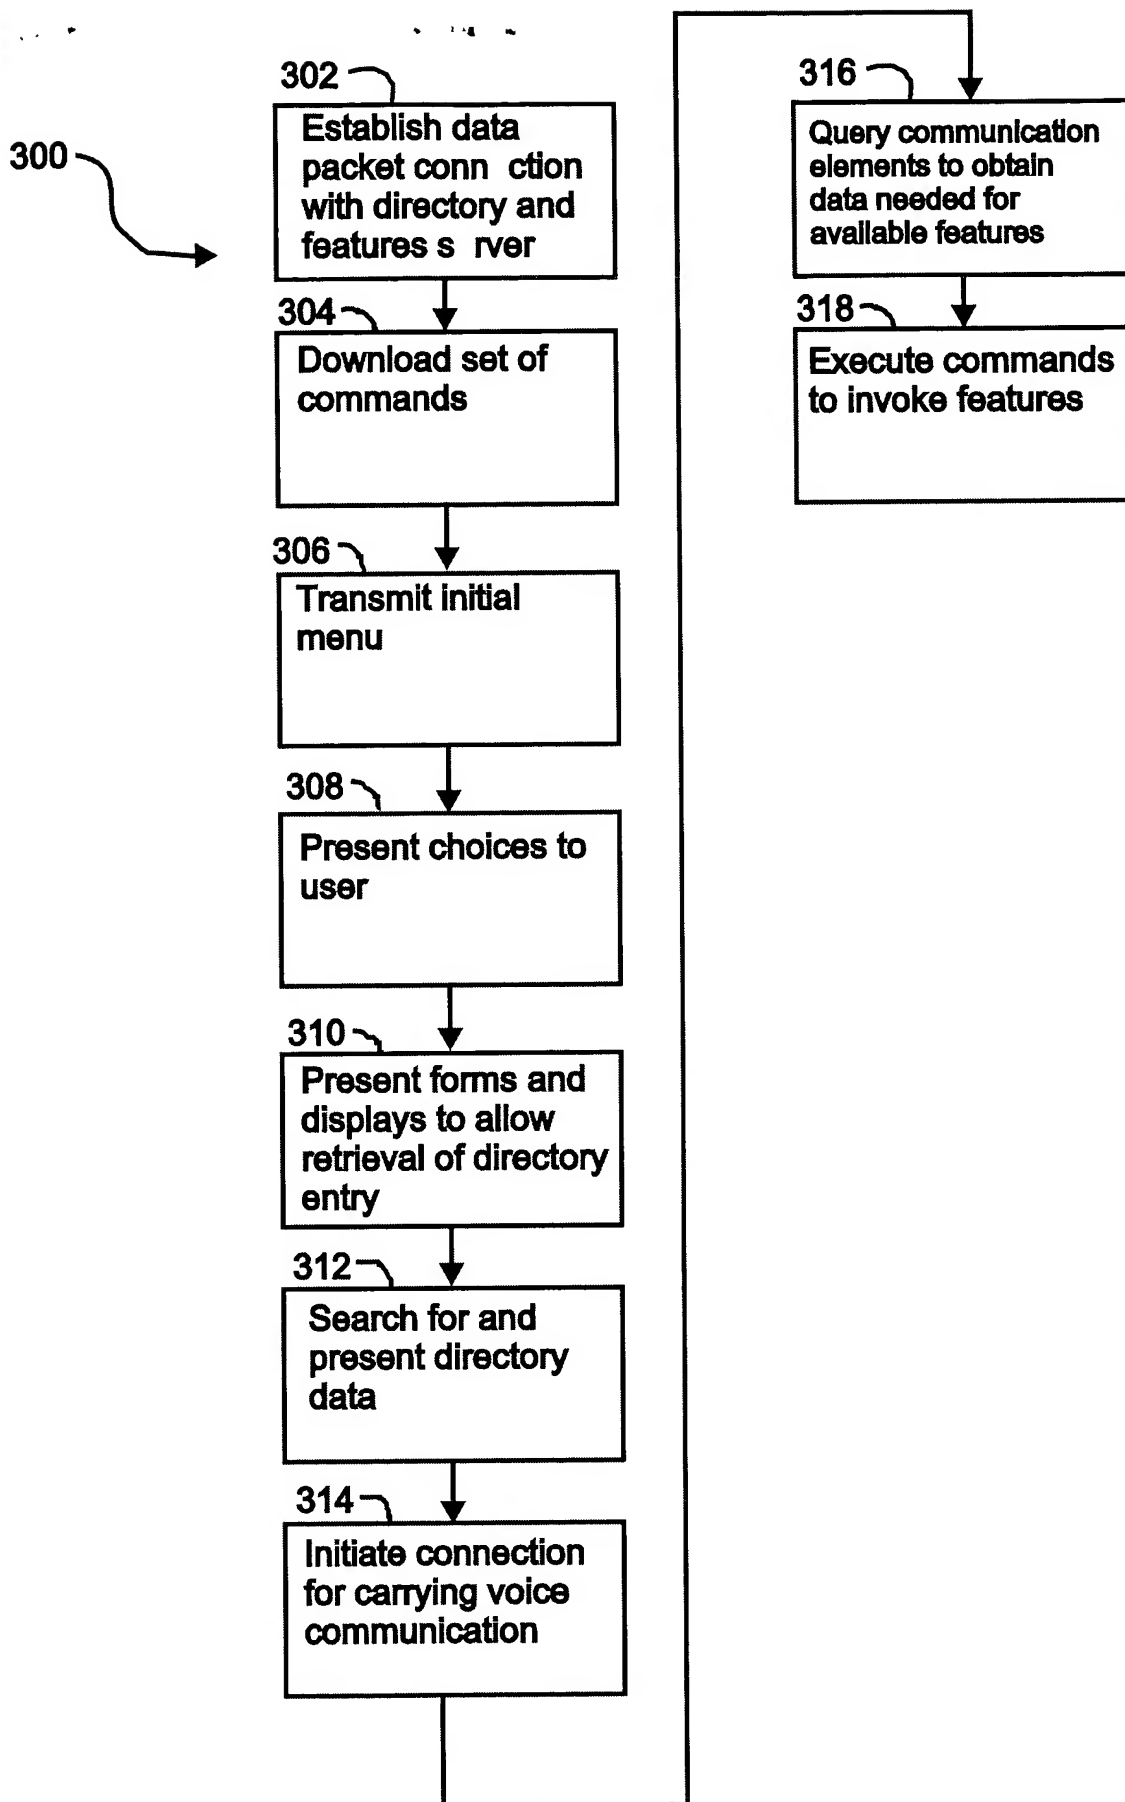 300
302
Establish data
packet conn ction
with directory and
features s rver
304
Download set of
commands
306
Transmit initial
menu
308
Present choices to
user
310
Present forms and
displays to allow
retrieval of directory
entry
312
Search for and
present directory
data
314
Initiate connection
for carrying voice
communication
316
Query communication
elements to obtain
data needed for
available features
318
Execute commands
to invoke features